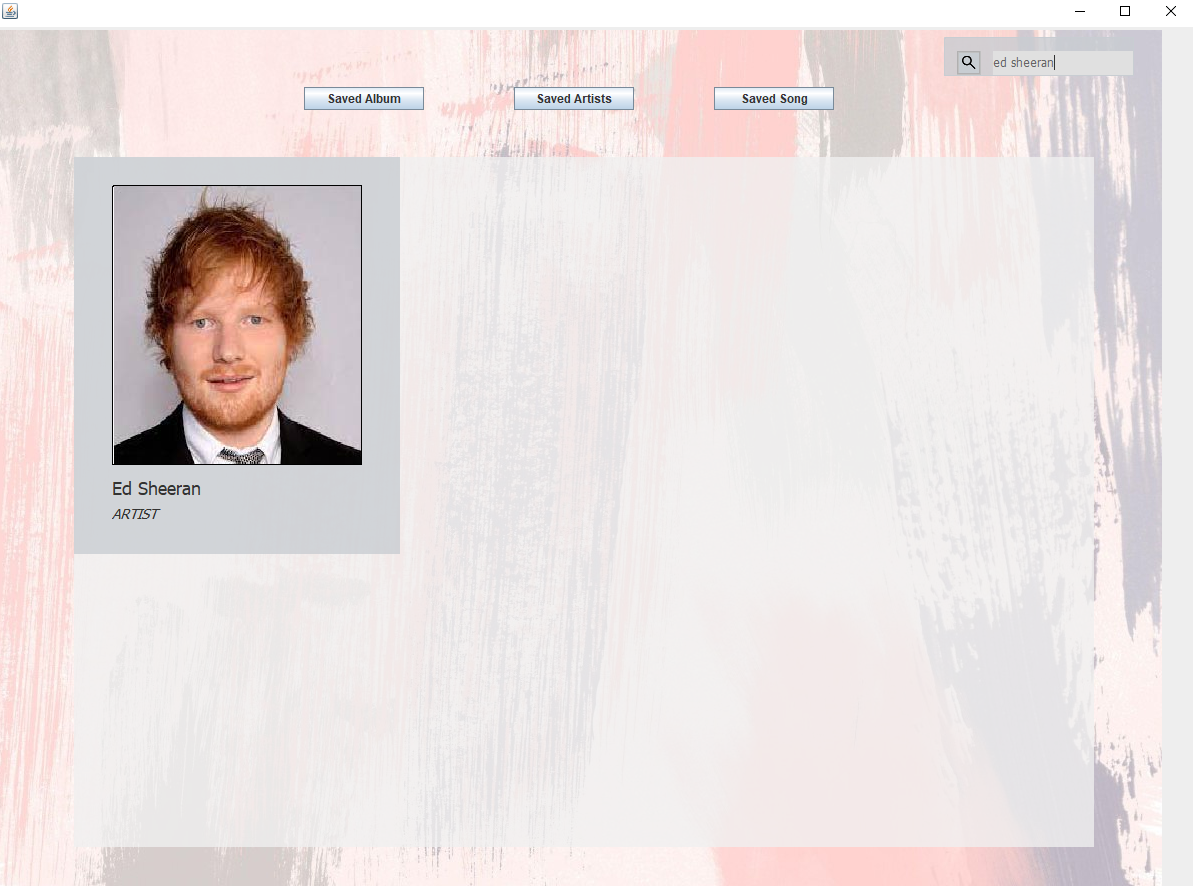 ed sheeran
Saved Album
Saved Artists
Saved Song
Ed Sheeran
ARTIST